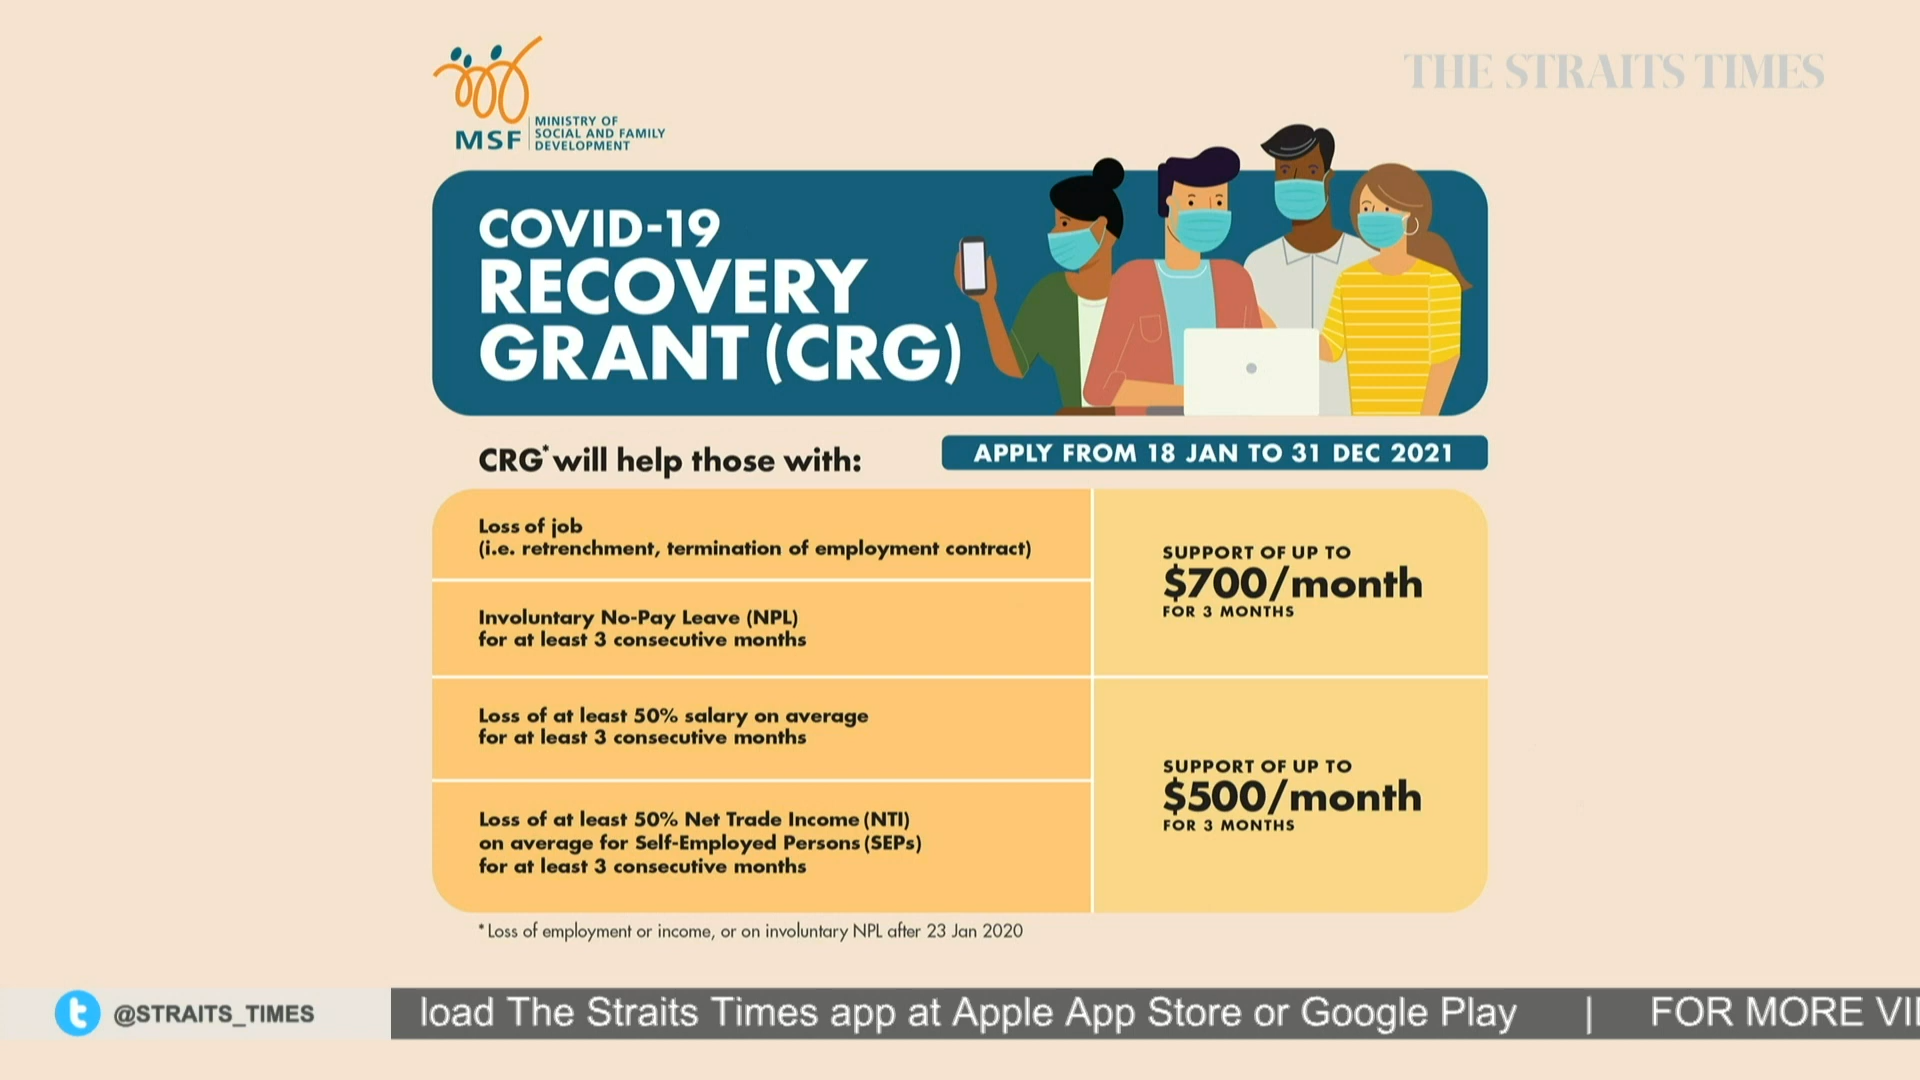 THE STRAITS TIMES
MSF
MINISTRY OF
SOCIAL AND FAMILY
DEVELOPMENT
COVID-19
RECOVERY
GRANT (CRG)
CRG* will help those with:
APPLY FROM 18 JAN TO 31 DEC 2021
Loss of job
(i.e. retrenchment, termination of employment contract)
Involuntary No-Pay Leave (NPL)
for at least 3 consecutive months
SUPPORT OF UP TO
$700/month
FOR 3 MONTHS
Loss of at least 50% salary on average
for at least 3 consecutive months
Loss of at least 50% Net Trade Income (NTI)
on average for Self-Employed Persons (SEPs)
for at least 3 consecutive months
SUPPORT OF UP TO
$500/month
FOR 3 MONTHS
* Loss of employment or income, or on involuntary NPL after 23 Jan 2020
@STRAITS_TIMES
load The Straits Times app at Apple App Store or Google Play | FOR MORE VI